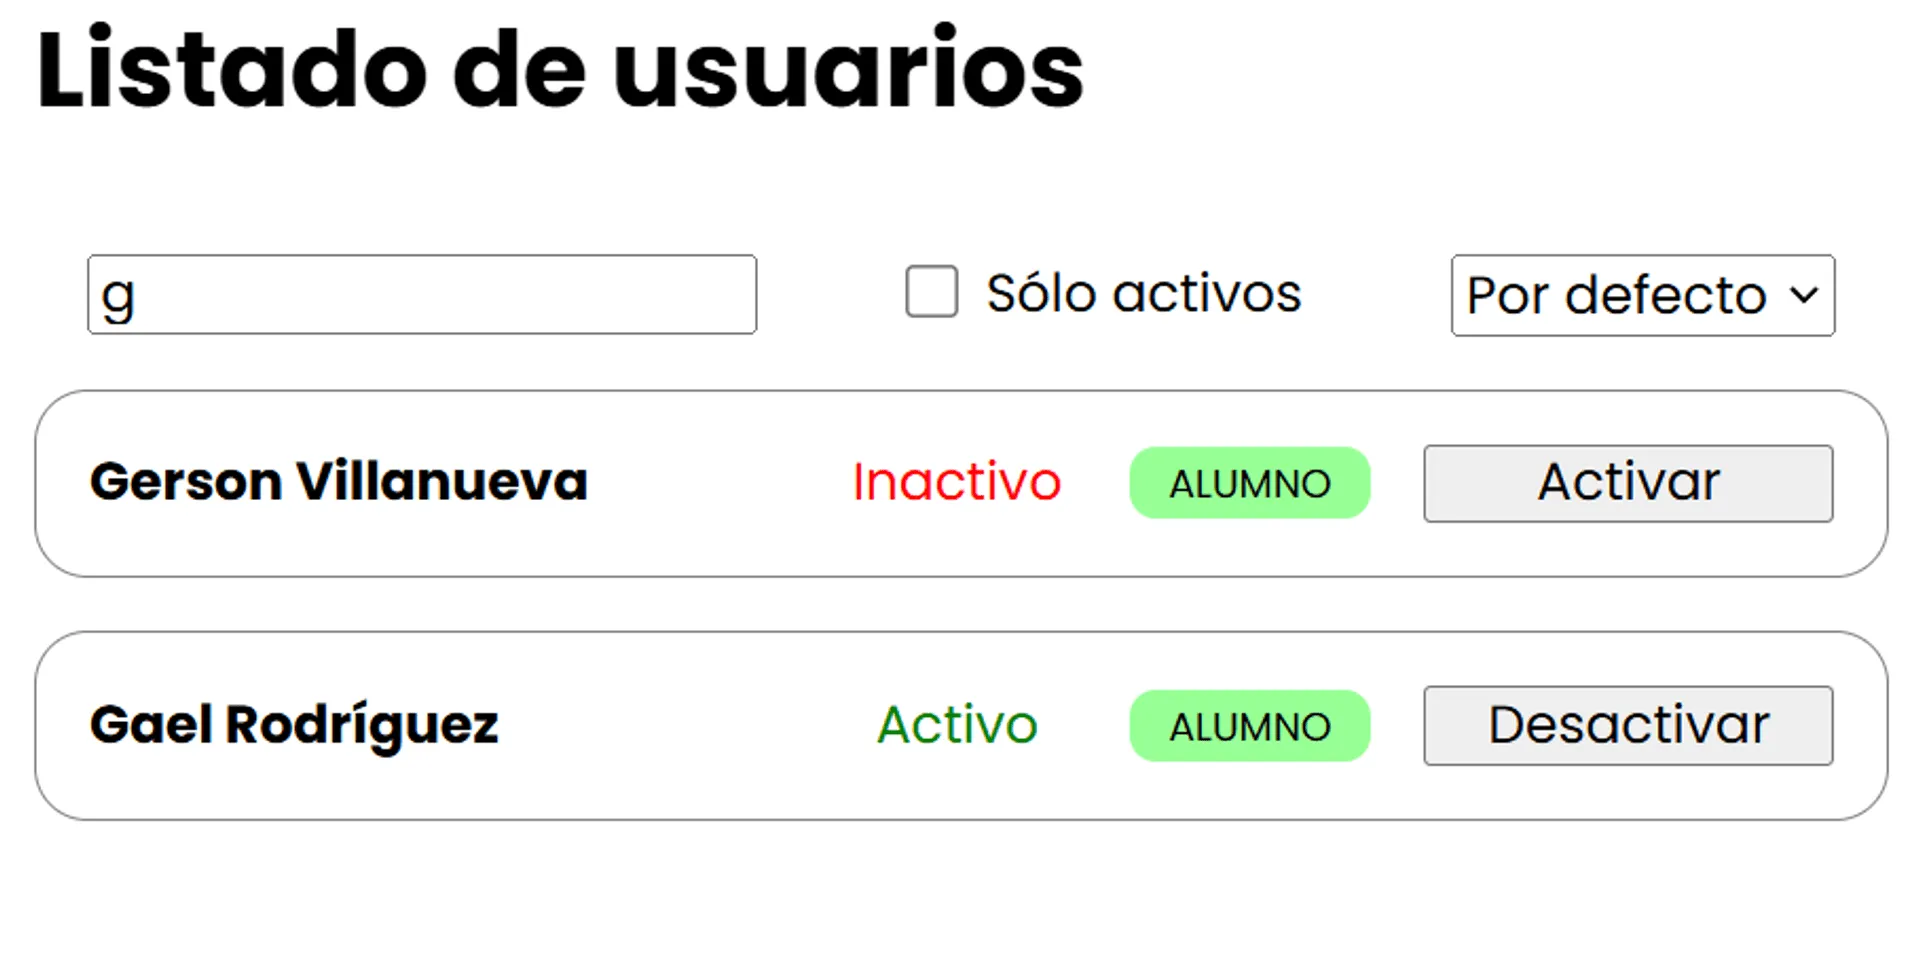 Listado de usuarios
g Sólo activos Por defecto
Gerson Villanueva Inactivo ALUMNO Activar
Gael Rodríguez Activo ALUMNO Desactivar